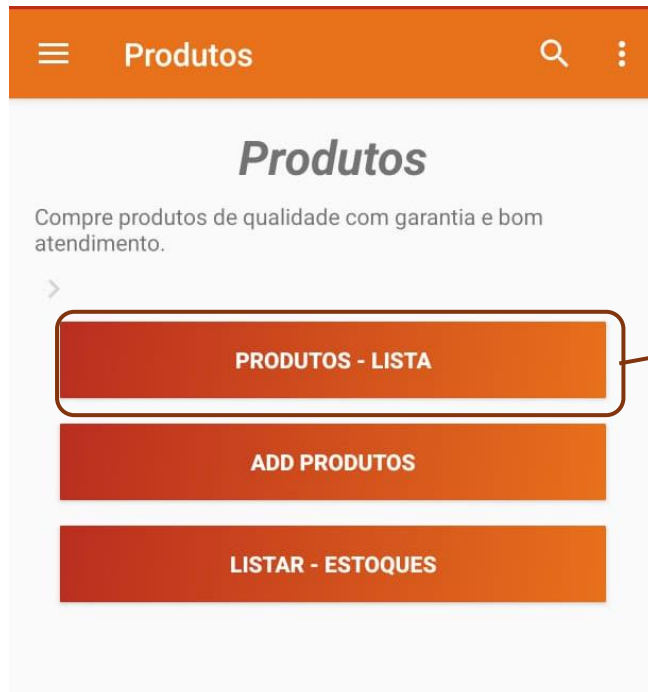 Produtos
Produtos
Compre produtos de qualidade com garantia e bom
atendimento.
PRODUTOS - LISTA
ADD PRODUTOS
LISTAR - ESTOQUES